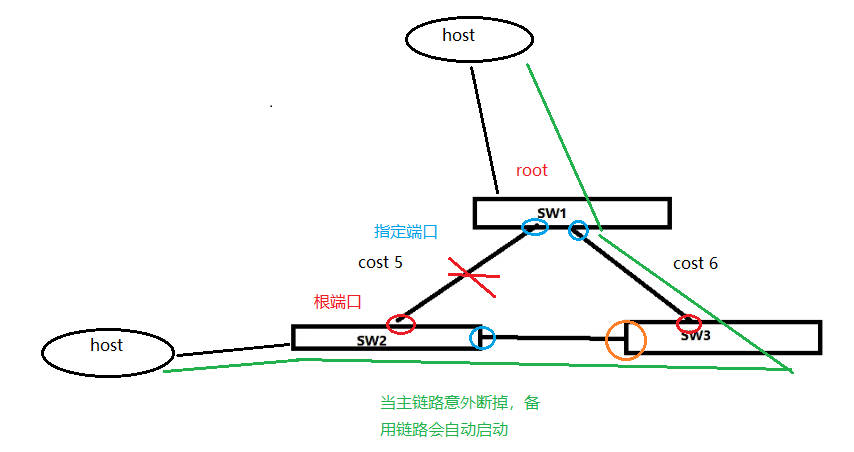 host
root
SW1
指定端口
cost 5
cost 6
根端口
SW2
SW3
host
当主链路意外断掉，备
用链路会自动启动